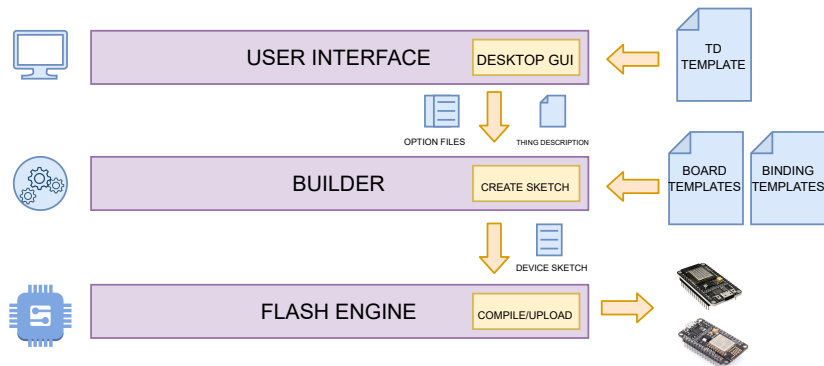 USER INTERFACE
DESKTOP GUI
TD
TEMPLATE
OPTION FILES
THING DESCRIPTION
BUILDER
CREATE SKETCH
BOARD
TEMPLATES
BINDING
TEMPLATES
DEVICE SKETCH
FLASH ENGINE
COMPILE/UPLOAD